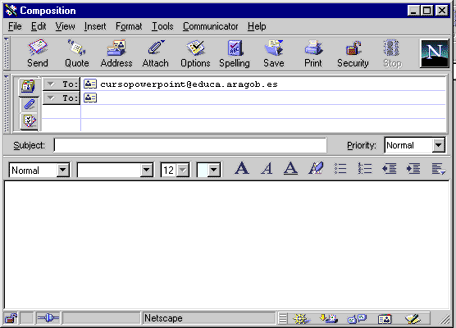 Composition
File Edit View Insert Format Tools Communicator Help
Send Quote Address Attach Options Spelling Save Print Security Stop
N
To: cursopowerpoint@educa.aragob.es
To:
Subject: Priority: Normal
Normal 12 A A A
Netscape